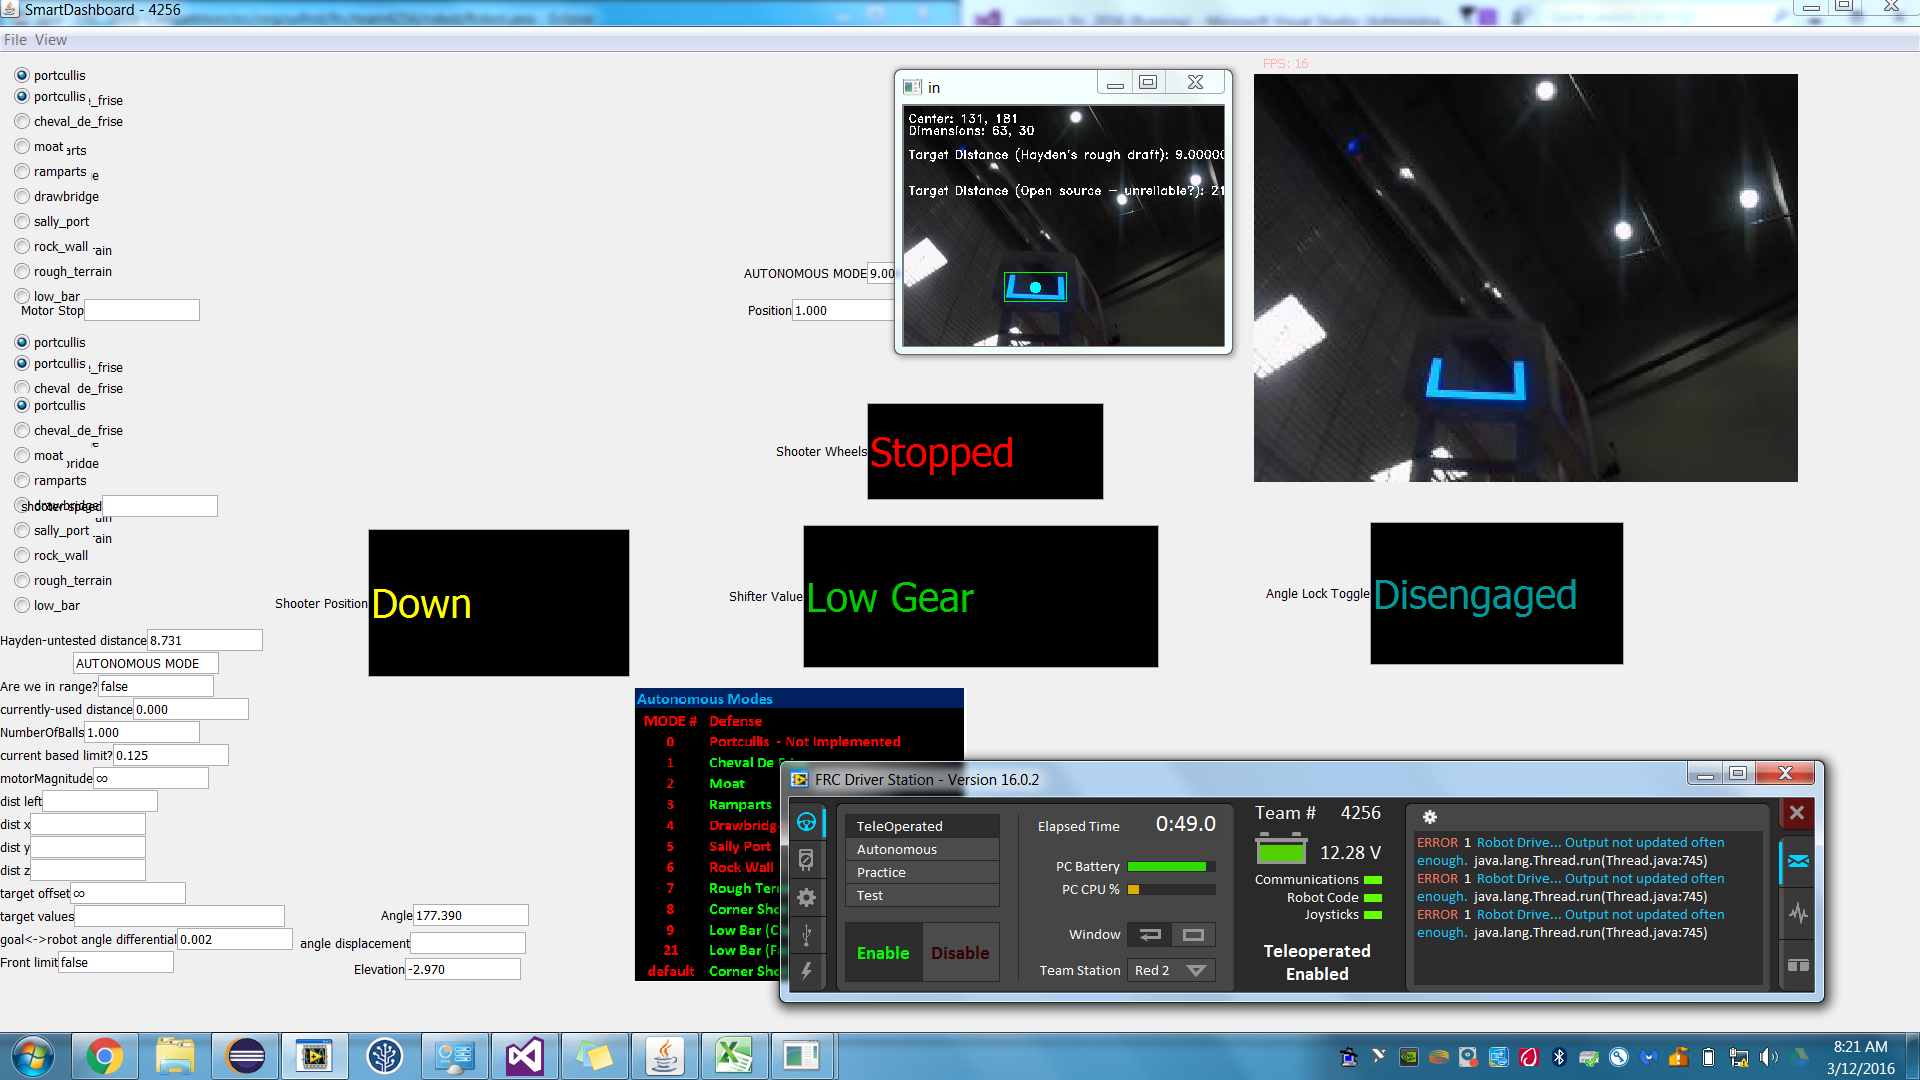 SmartDashboard - 4256
File View
portcullis
portcullis
_frise
cheval_de_frise
moat
arts
ramparts
drawbridge
sally_port
rock_wall
rain
rough_terrain
low_bar
Motor Stop
portcullis
portcullis
_frise
cheval_de_frise
portcullis
cheval_de_frise
moat
bridge
ramparts
drawbridge
shooter speed
sally_port
rain
rock_wall
rough_terrain
low_bar
Hayden-untested distance 8.731
AUTONOMOUS MODE
Are we in range? false
currently-used distance 0.000
NumberOfBalls 1.000
current based limit? 0.125
motorMagnitude ∞
dist left
dist x
dist y
dist z
target offset ∞
target values
goal<->robot angle differential 0.002
Front limit false
Angle 177.390
angle displacement
Elevation -2.970
AUTONOMOUS MODE 9.00
Position 1.000
in
Center: 131, 181
Dimensions: 63, 30
Target Distance (Hayden's rough draft): 9.0000
Target Distance (Open source - unreliable?): 21
FPS: 16
Shooter Wheels Stopped
Shooter Position Down
Shifter Value Low Gear
Angle Lock Toggle Disengaged
Autonomous Modes
MODE # Defense
0 Portcullis - Not Implemented
1 Cheval De
2 Moat
3 Ramparts
4 Drawbridg
5 Sally Port
6 Rock Wall
7 Rough Ter
8 Corner Sho
9 Low Bar (C
21 Low Bar (Fa
default Corner Sho
FRC Driver Station - Version 16.0.2
TeleOperated
Autonomous
Practice
Test
Enable Disable
Elapsed Time 0:49.0
PC Battery
PC CPU %
Window
Team Station Red 2
Team # 4256
12.28 V
Communications
Robot Code
Joysticks
Teleoperated
Enabled
ERROR 1 Robot Drive... Output not updated often
enough. java.lang.Thread.run(Thread.java:745)
ERROR 1 Robot Drive... Output not updated often
enough. java.lang.Thread.run(Thread.java:745)
ERROR 1 Robot Drive... Output not updated often
enough. java.lang.Thread.run(Thread.java:745)
8:21 AM
3/12/2016